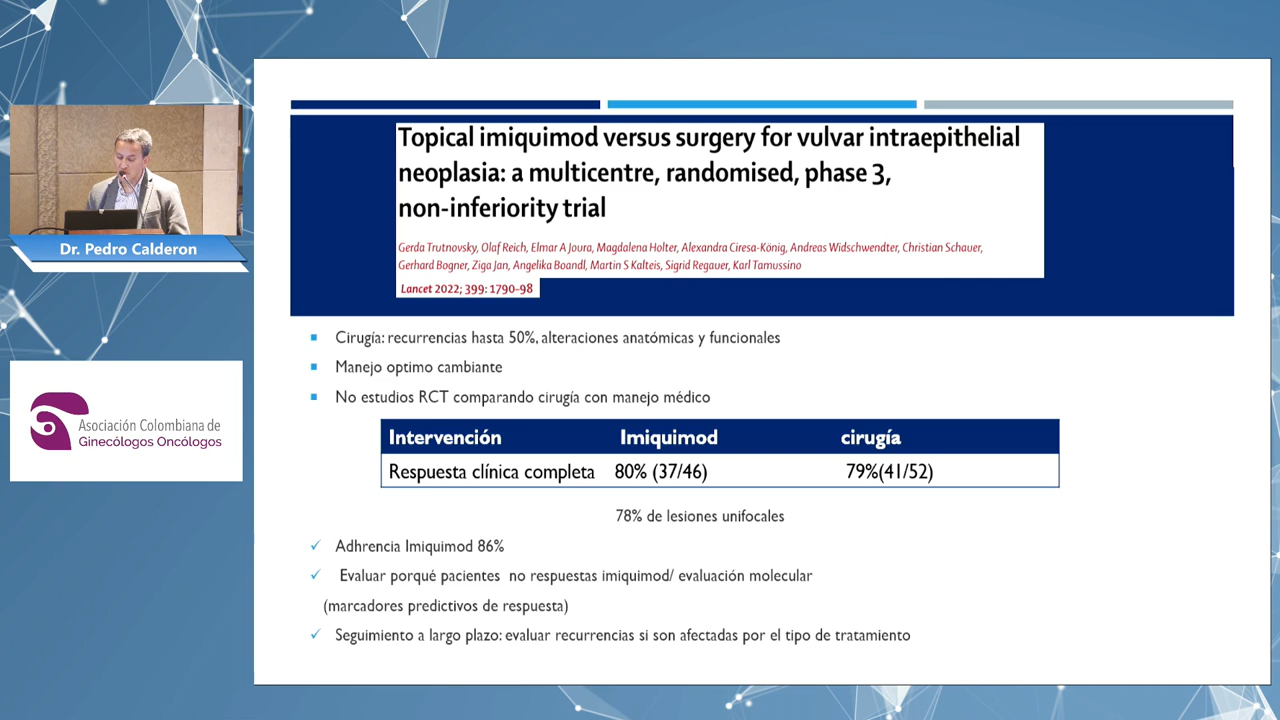 Topical imiquimod versus surgery for vulvar intraepithelial
neoplasia: a multicentre, randomised, phase 3,
non-inferiority trial
Gerda Trutnovsky, Olaf Reich, Elmar A Joura, Magdalena Holter, Alexandra Ciresa-König, Andreas Widschwendter, Christian Schauer,
Gerhard Bogner, Ziga Jan, Angelika Boandl, Martin S Kalteis, Sigrid Regauer, Karl Tamussino
Lancet 2022; 399: 1790–98
Dr. Pedro Calderon
Asociación Colombiana de
Ginecólogos Oncólogos
Cirugía: recurrencias hasta 50%, alteraciones anatómicas y funcionales
Manejo optimo cambiante
No estudios RCT comparando cirugía con manejo médico
Intervención Imiquimod cirugía
Respuesta clínica completa 80% (37/46) 79%(41/52)
78% de lesiones unifocales
Adhrencia Imiquimod 86%
Evaluar porqué pacientes no respuestas imiquimod/ evaluación molecular
(marcadores predictivos de respuesta)
Seguimiento a largo plazo: evaluar recurrencias si son afectadas por el tipo de tratamiento